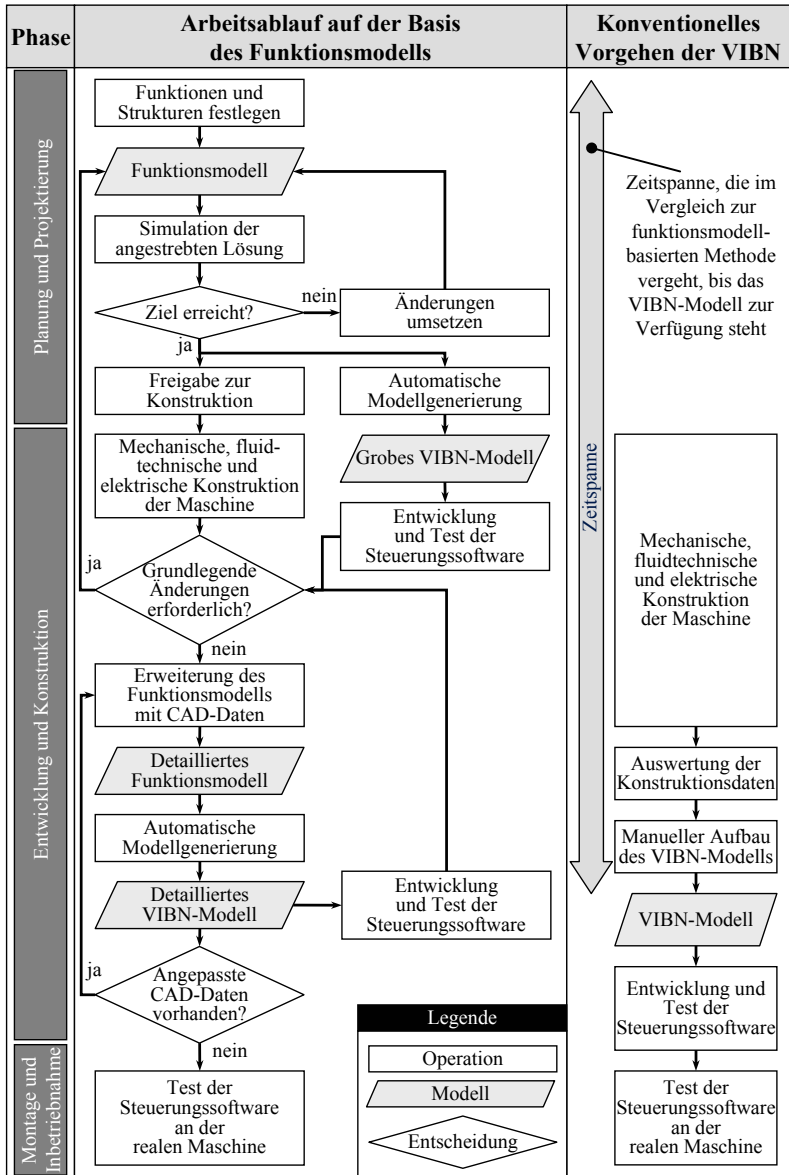 Phase
Arbeitsablauf auf der Basis
des Funktionsmodells
Konventionelles
Vorgehen der VIBN
Planung und Projektierung
Funktionen und
Strukturen festlegen
Funktionsmodell
Simulation der
angestrebten Lösung
Ziel erreicht?
nein
Änderungen
umsetzen
ja
Freigabe zur
Konstruktion
Automatische
Modellgenerierung
Entwicklung und Konstruktion
Mechanische, fluid-
technische und
elektrische Konstruktion
der Maschine
Grobes VIBN-Modell
Entwicklung
und Test der
Steuerungssoftware
ja
Grundlegende
Änderungen
erforderlich?
nein
Erweiterung des
Funktionsmodells
mit CAD-Daten
Detailliertes
Funktionsmodell
Automatische
Modellgenerierung
Detailliertes
VIBN-Modell
Entwicklung
und Test der
Steuerungssoftware
ja
Angepasste
CAD-Daten
vorhanden?
nein
Montage und
Inbetriebnahme
Test der
Steuerungssoftware
an der
realen Maschine
Legende
Operation
Modell
Entscheidung
Zeitspanne
Zeitspanne, die im
Vergleich zur
funktionsmodell-
basierten Methode
vergeht, bis das
VIBN-Modell zur
Verfügung steht
Mechanische,
fluidtechnische
und elektrische
Konstruktion
der Maschine
Auswertung der
Konstruktionsdaten
Manueller Aufbau
des VIBN-Modells
VIBN-Modell
Entwicklung und
Test der
Steuerungssoftware
Test der
Steuerungssoftware
an der
realen Maschine